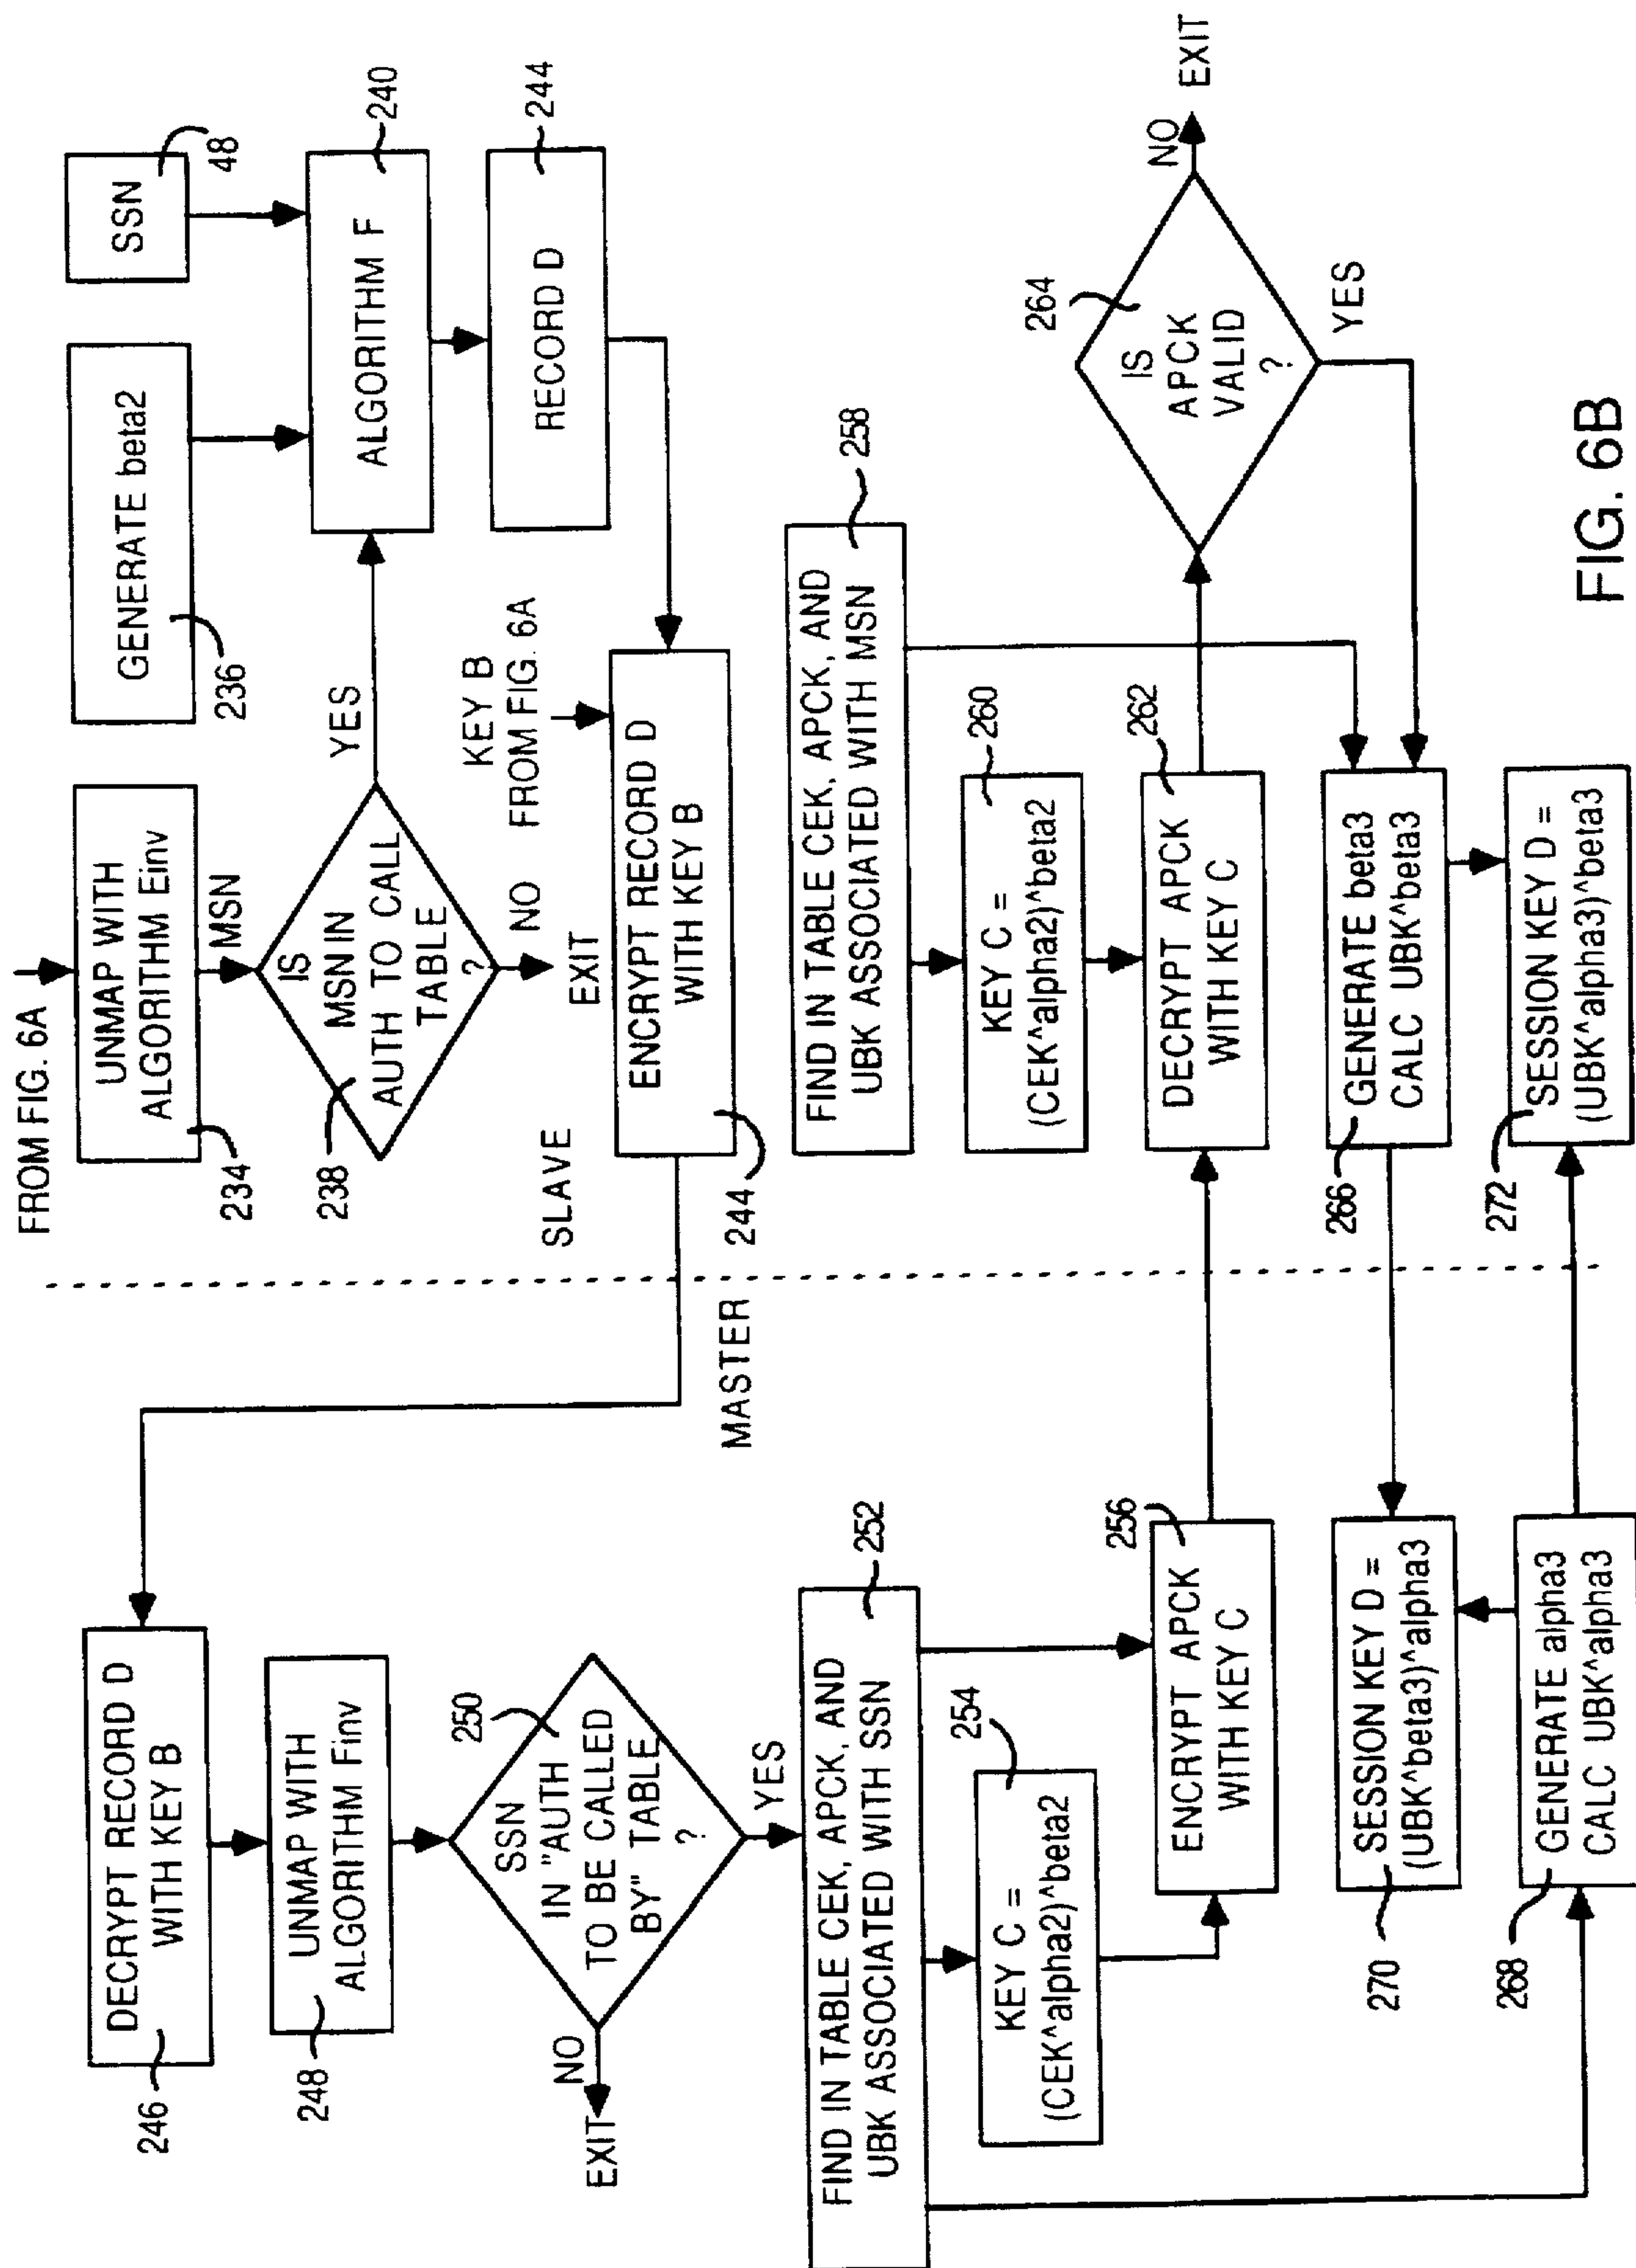 FROM FIG. 6A
UNMAP WITH
ALGORITHM Einv
234
MSN
GENERATE beta2
236
SSN
48
IS
MSN IN
AUTH TO CALL
TABLE
?
238
YES
NO
EXIT
ALGORITHM F
240
RECORD D
244
KEY B
FROM FIG. 6A
ENCRYPT RECORD D
WITH KEY B
244
SLAVE
MASTER
DECRYPT RECORD D
WITH KEY B
246
UNMAP WITH
ALGORITHM Finv
248
SSN
IN "AUTH
TO BE CALLED
BY" TABLE
?
250
NO
EXIT
YES
FIND IN TABLE CEK, APCK, AND
UBK ASSOCIATED WITH SSN
252
KEY C =
(CEK^alpha2)^beta2
254
ENCRYPT APCK
WITH KEY C
256
FIND IN TABLE CEK, APCK, AND
UBK ASSOCIATED WITH MSN
258
KEY C =
(CEK^alpha2)^beta2
260
DECRYPT APCK
WITH KEY C
262
IS
APCK
VALID
?
264
NO
EXIT
YES
GENERATE beta3
CALC UBK^beta3
266
SESSION KEY D =
(UBK^beta3)^alpha3
270
GENERATE alpha3
CALC UBK^alpha3
268
SESSION KEY D =
(UBK^alpha3)^beta3
272
FIG. 6B